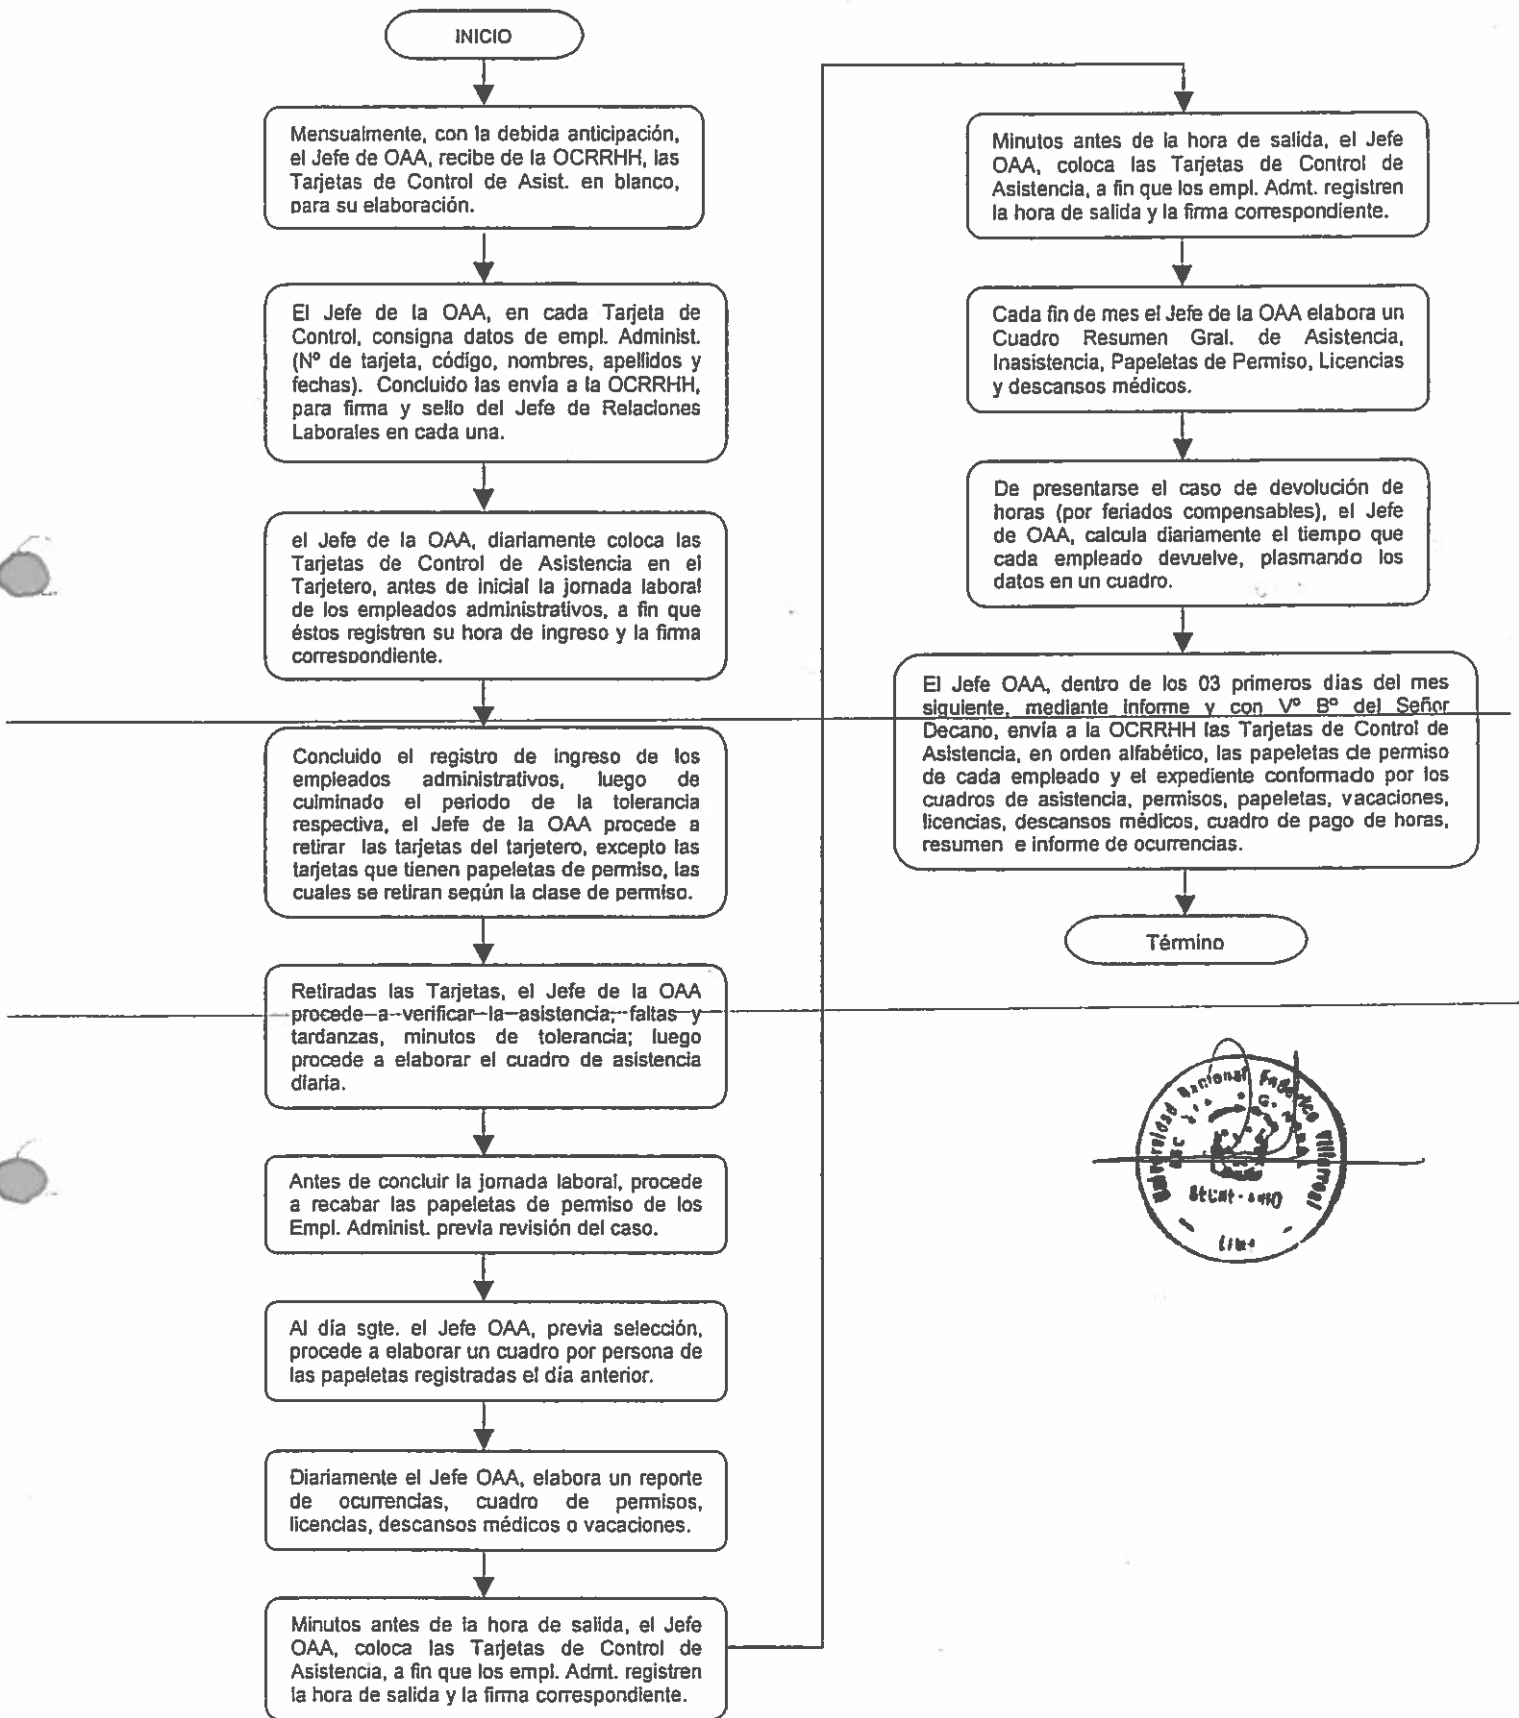 INICIO
Mensualmente, con la debida anticipación,
el Jefe de OAA, recibe de la OCRRHH, las
Tarjetas de Control de Asist. en blanco,
para su elaboración.
El Jefe de la OAA, en cada Tarjeta de
Control, consigna datos de empl. Administ.
(Nº de tarjeta, código, nombres, apellidos y
fechas). Concluido las envía a la OCRRHH,
para firma y sello del Jefe de Relaciones
Laborales en cada una.
el Jefe de la OAA, diariamente coloca las
Tarjetas de Control de Asistencia en el
Tarjetero, antes de inicial la jornada laboral
de los empleados administrativos, a fin que
éstos registren su hora de ingreso y la firma
correspondiente.
Concluido el registro de ingreso de los
empleados administrativos, luego de
culminado el periodo de la tolerancia
respectiva, el Jefe de la OAA procede a
retirar las tarjetas del tarjetero, excepto las
tarjetas que tienen papeletas de permiso, las
cuales se retiran según la clase de permiso.
Retiradas las Tarjetas, el Jefe de la OAA
procede a verificar la asistencia; faltas y
tardanzas, minutos de tolerancia; luego
procede a elaborar el cuadro de asistencia
diaria.
Antes de concluir la jornada laboral, procede
a recabar las papeletas de permiso de los
Empl. Administ. previa revisión del caso.
Al día sgte. el Jefe OAA, previa selección,
procede a elaborar un cuadro por persona de
las papeletas registradas el día anterior.
Diariamente el Jefe OAA, elabora un reporte
de ocurrencias, cuadro de permisos,
licencias, descansos médicos o vacaciones.
Minutos antes de la hora de salida, el Jefe
OAA, coloca las Tarjetas de Control de
Asistencia, a fin que los empl. Admt. registren
la hora de salida y la firma correspondiente.
Minutos antes de la hora de salida, el Jefe
OAA, coloca las Tarjetas de Control de
Asistencia, a fin que los empl. Admt. registren
la hora de salida y la firma correspondiente.
Cada fin de mes el Jefe de la OAA elabora un
Cuadro Resumen Gral. de Asistencia,
Inasistencia, Papeletas de Permiso, Licencias
y descansos médicos.
De presentarse el caso de devolución de
horas (por feriados compensables), el Jefe
de OAA, calcula diariamente el tiempo que
cada empleado devuelve, plasmando los
datos en un cuadro.
El Jefe OAA, dentro de los 03 primeros días del mes
siguiente, mediante informe y con Vº Bº del Señor
Decano, envía a la OCRRHH las Tarjetas de Control de
Asistencia, en orden alfabético, las papeletas de permiso
de cada empleado y el expediente conformado por los
cuadros de asistencia, permisos, papeletas, vacaciones,
licencias, descansos médicos, cuadro de pago de horas,
resumen e informe de ocurrencias.
Término
Universidad Nacional Federico Villarreal